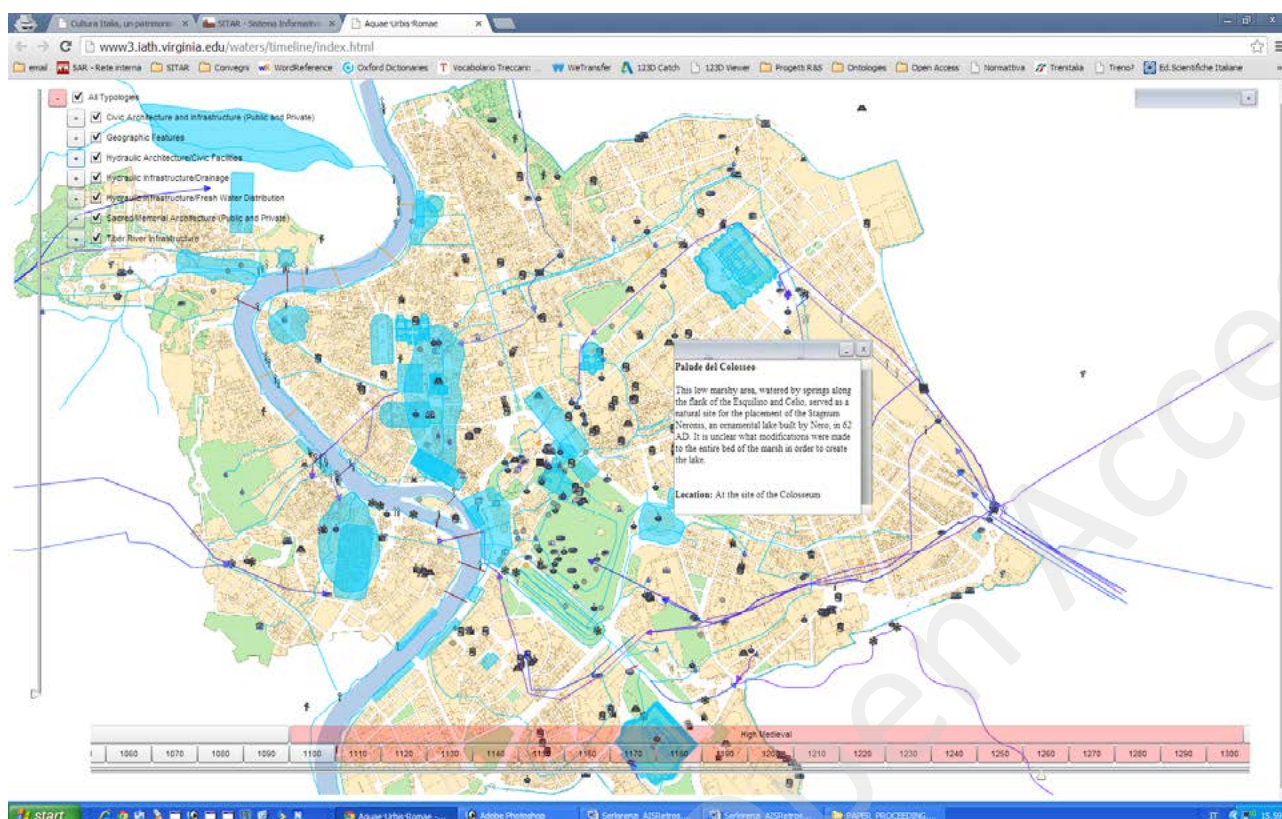 Cultura Italia, un patrimonio
SITAR - Sistema Informativo
Aquae Urbis Romae
www3.iath.virginia.edu/waters/timeline/index.html
email
SAR - Rete interna
SITAR
Convegni
WordReference
Oxford Dictionaries
Vocabolario Treccani:
WeTransfer
123D Catch
123D Viewer
Progetti R&S
Ontologies
Open Access
Normattiva
Trenitalia
Treno?
Ed.Scientifiche Italiane
All Typologies
Civic Architecture and Infrastructure (Public and Private)
Geographic Features
Hydraulic Architecture/Civic Facilities
Hydraulic Infrastructure/Drainage
Hydraulic Infrastructure/Fresh Water Distribution
Sacred/Memorial Architecture (Public and Private)
Tiber River Infrastructure
Palude del Colosseo
This low marshy area, watered by springs along
the flank of the Esquilino and Celio, served as a
natural site for the placement of the Stagnum
Neronis, an ornamental lake built by Nero, in 62
AD. It is unclear what modifications were made
to the entire bed of the marsh in order to create
the lake.
Location: At the site of the Colosseum
High Medieval
1060 1070 1080 1090 1100 1110 1120 1130 1140 1150 1160 1170 1180 1190 1200 1210 1220 1230 1240 1250 1260 1270 1280 1290 1300
start
Aquae Urbis Romae -...
Adobe Photoshop
Serlorenzi_AISRetros...
Serlorenzi_AISRetros...
PAPER_PROCEEDING...
IT
15.59